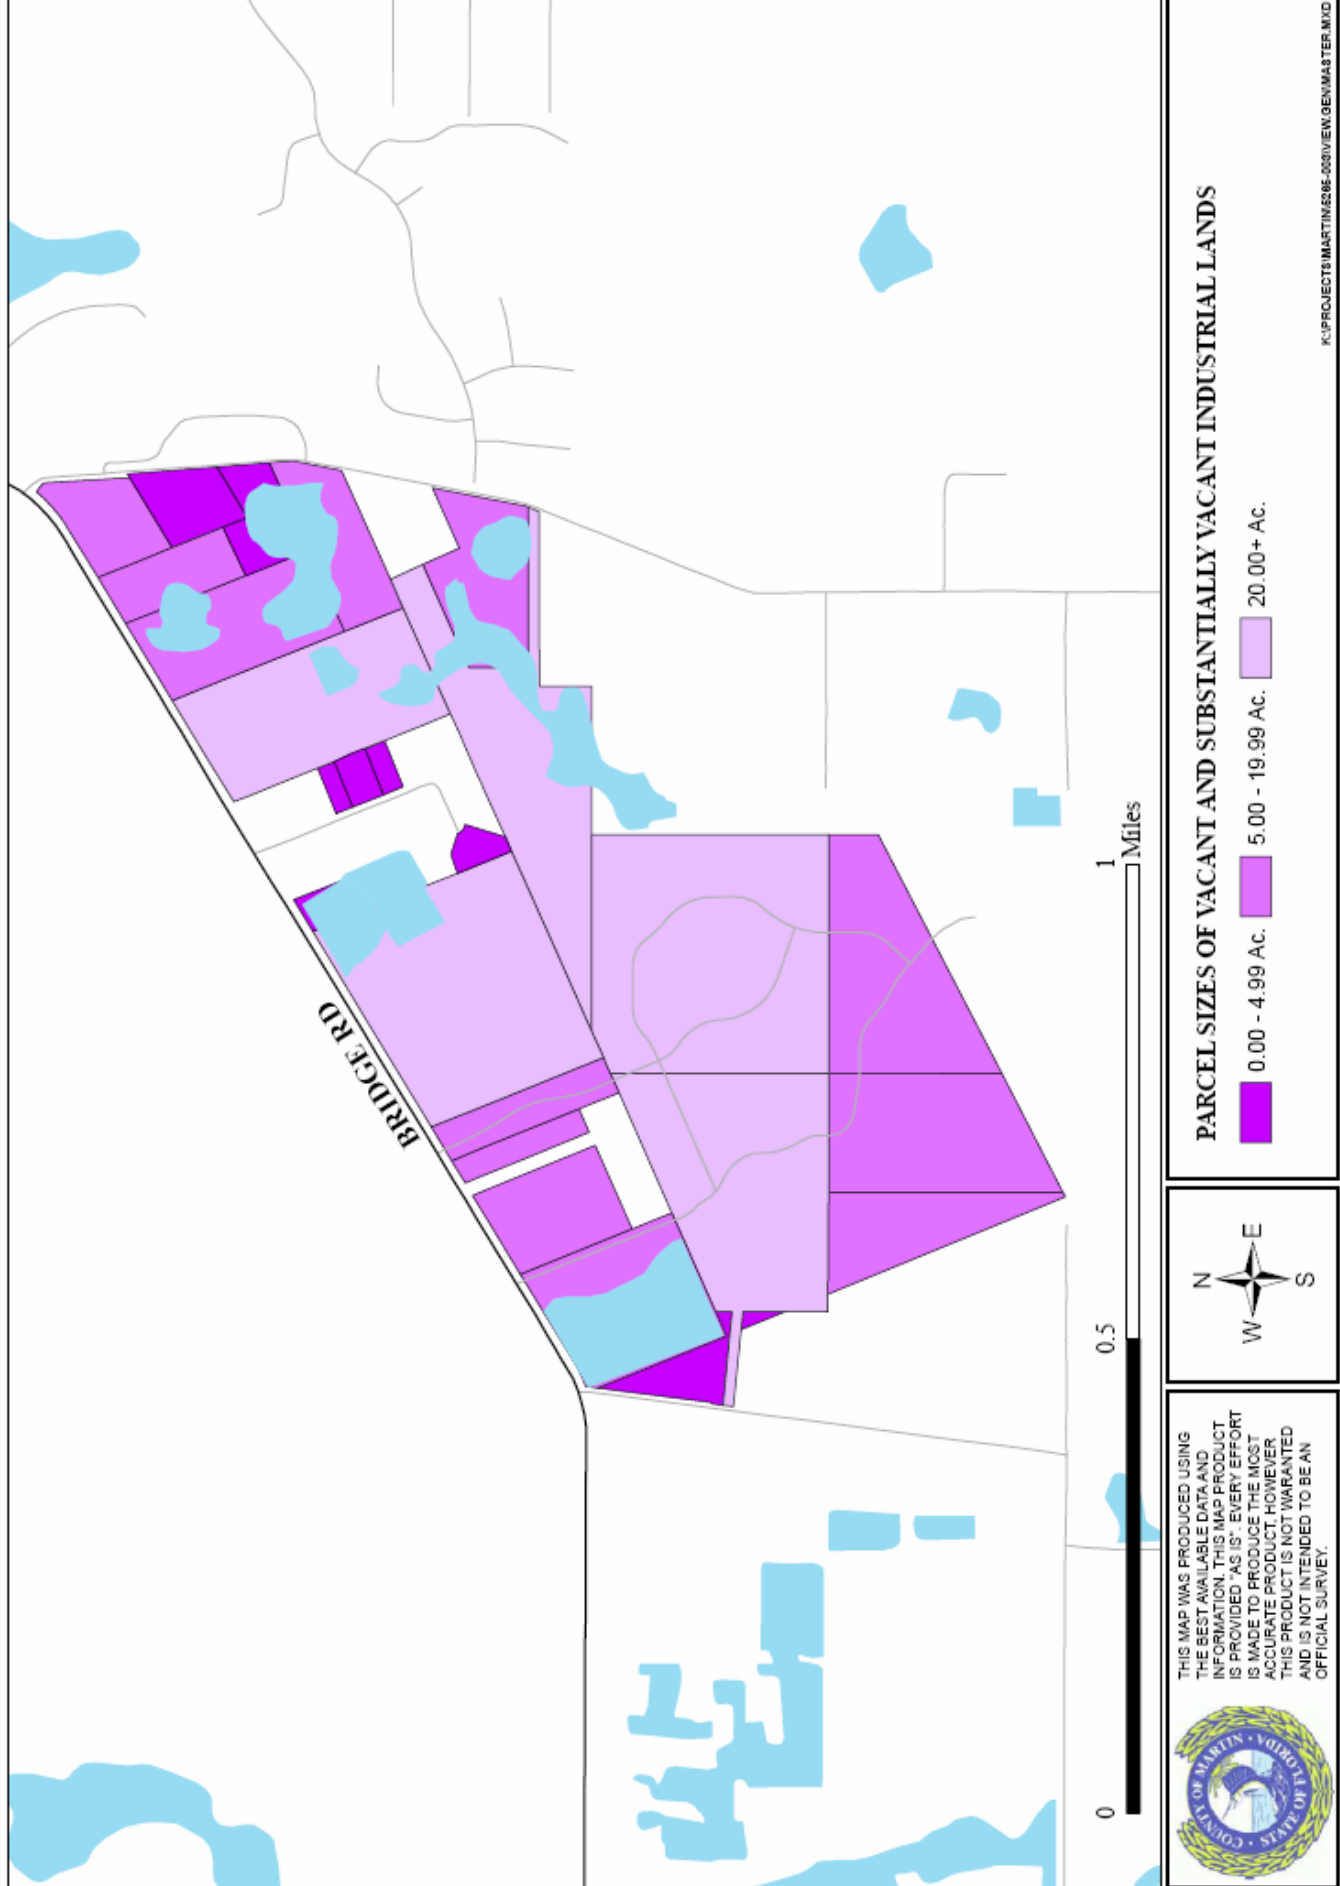 BRIDGE RD
0
0.5
1
Miles
THIS MAP WAS PRODUCED USING
THE BEST AVAILABLE DATA AND
INFORMATION. THIS MAP PRODUCT
IS PROVIDED "AS IS". EVERY EFFORT
IS MADE TO PRODUCE THE MOST
ACCURATE PRODUCT, HOWEVER
THIS PRODUCT IS NOT WARANTED
AND IS NOT INTENDED TO BE AN
OFFICIAL SURVEY.
COUNTY OF MARTIN • STATE OF FLORIDA •
N
W
E
S
PARCEL SIZES OF VACANT AND SUBSTANTIALLY VACANT INDUSTRIAL LANDS
0.00 - 4.99 Ac.
5.00 - 19.99 Ac.
20.00+ Ac.